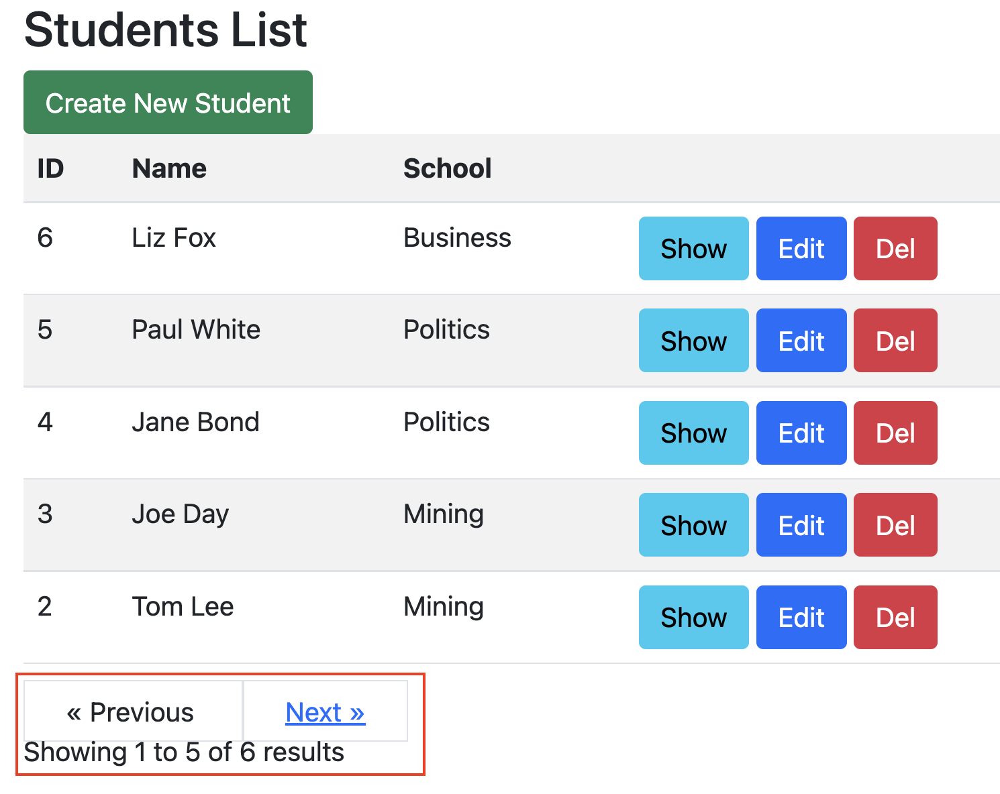 Students List
Create New Student
ID Name School
6 Liz Fox Business Show Edit Del
5 Paul White Politics Show Edit Del
4 Jane Bond Politics Show Edit Del
3 Joe Day Mining Show Edit Del
2 Tom Lee Mining Show Edit Del
« Previous Next »
Showing 1 to 5 of 6 results